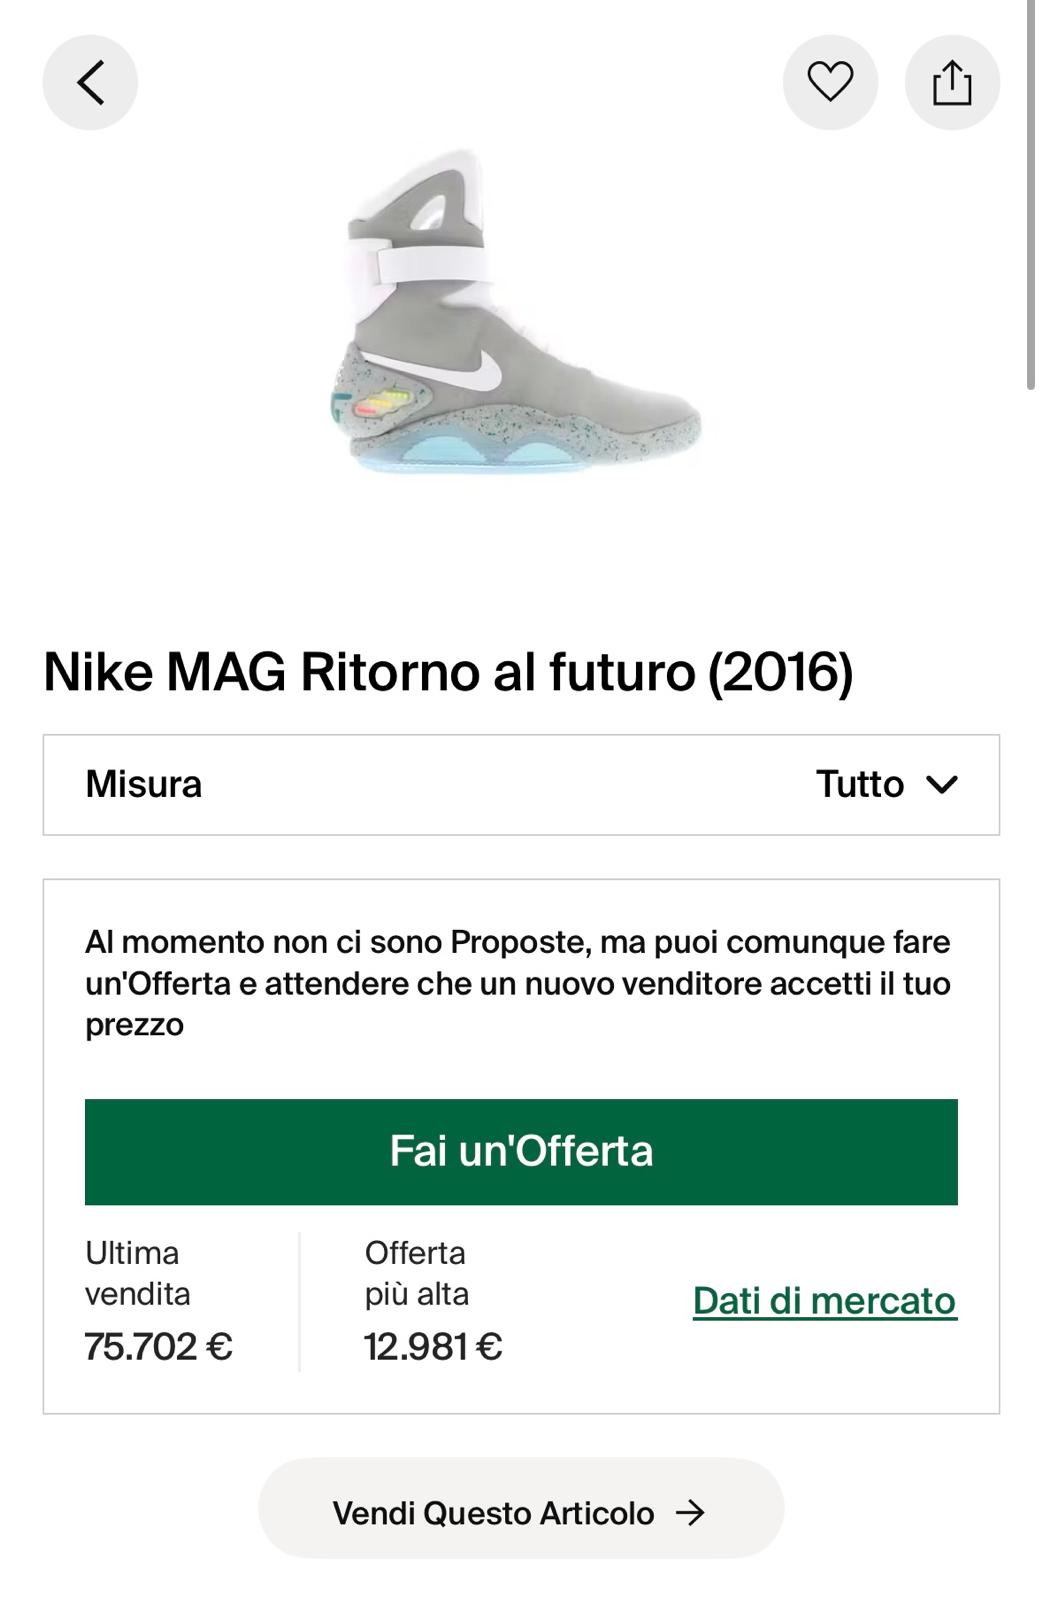 Nike MAG Ritorno al futuro (2016)
Misura
Tutto
Al momento non ci sono Proposte, ma puoi comunque fare
un'Offerta e attendere che un nuovo venditore accetti il tuo
prezzo
Fai un'Offerta
Ultima
vendita
75.702 €
Offerta
più alta
12.981 €
Dati di mercato
Vendi Questo Articolo →